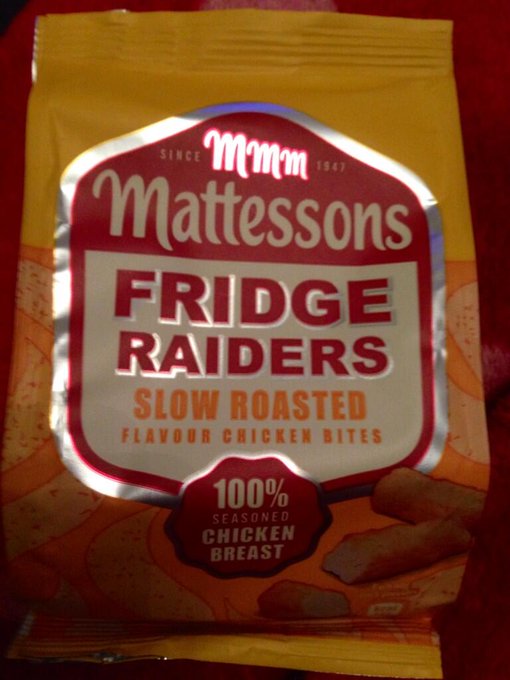 mmm
SINCE 1947
Mattessons
FRIDGE
RAIDERS
SLOW ROASTED
FLAVOUR CHICKEN BITES
100%
SEASONED
CHICKEN
BREAST